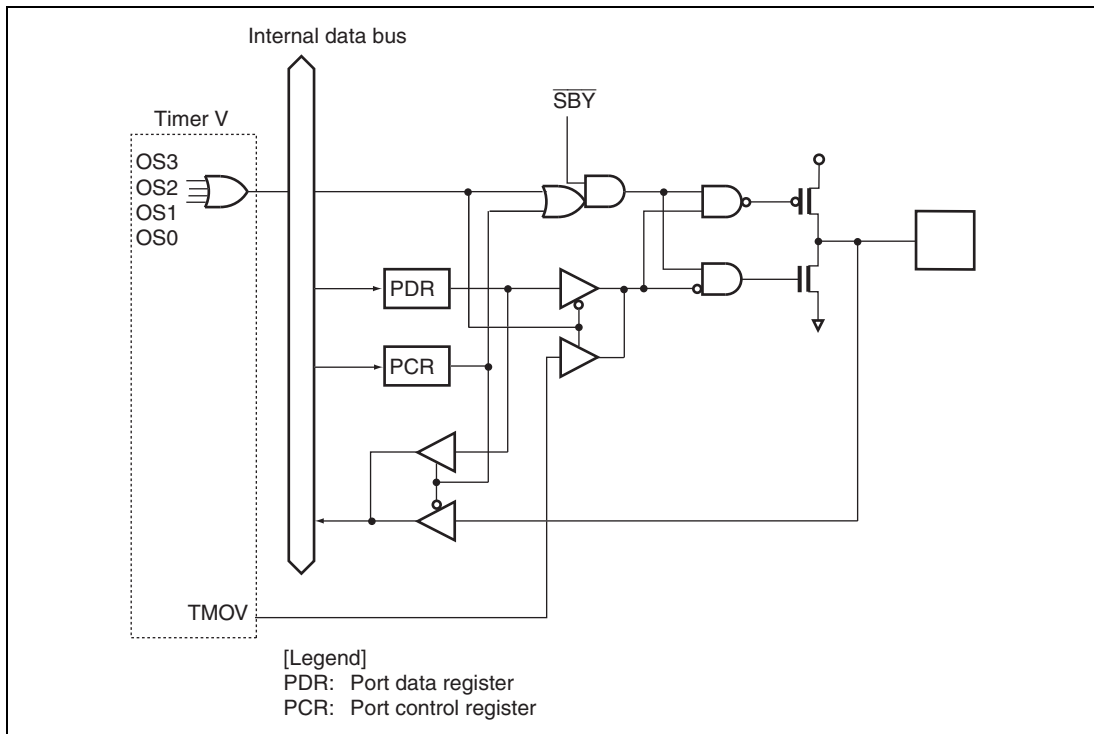 Internal data bus
SBY
Timer V
OS3
OS2
OS1
OS0
PDR
PCR
TMOV
[Legend]
PDR: Port data register
PCR: Port control register